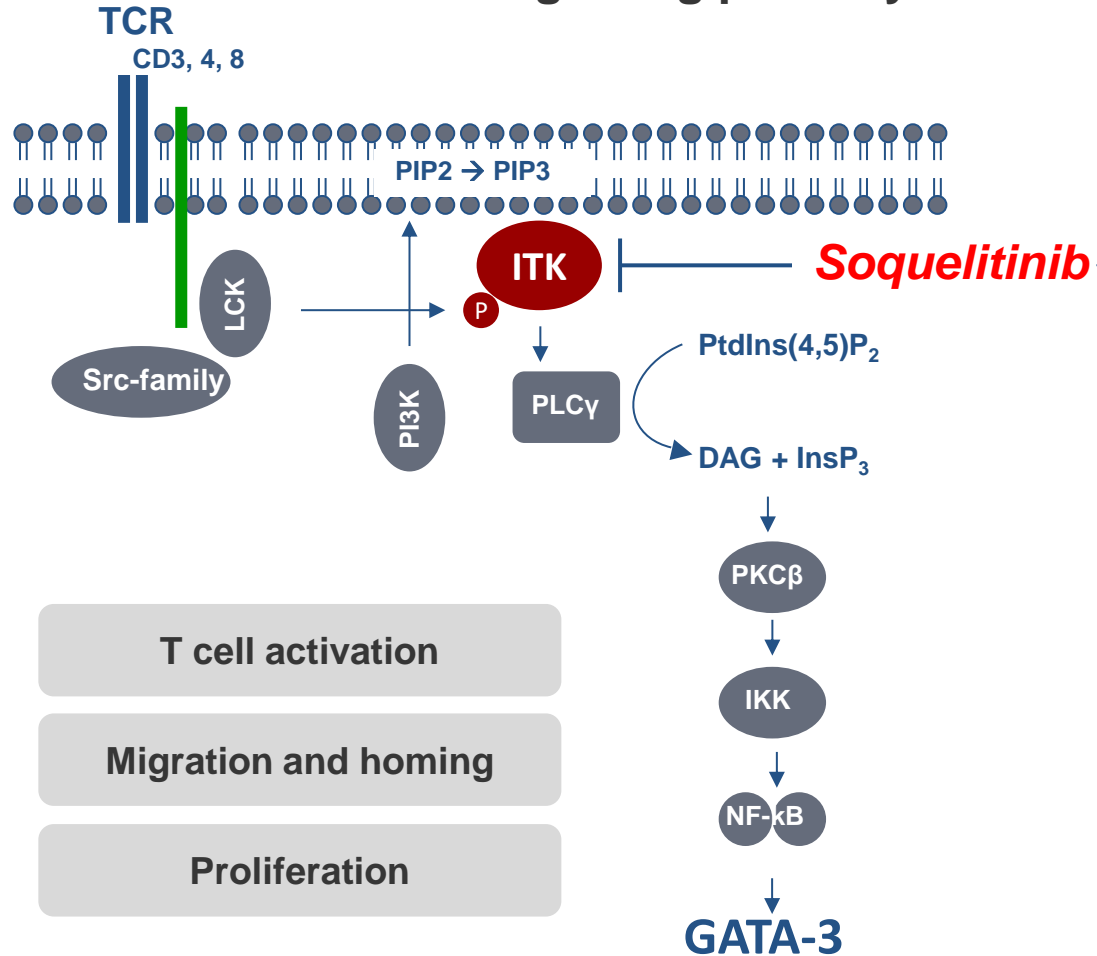 TCR
CD3, 4, 8
PIP2 → PIP3
ITK
P
Soquelitinib
LCK
Src-family
PI3K
PLCγ
PtdIns(4,5)P₂
DAG + InsP₃
PKCβ
IKK
NF-κB
GATA-3
T cell activation
Migration and homing
Proliferation